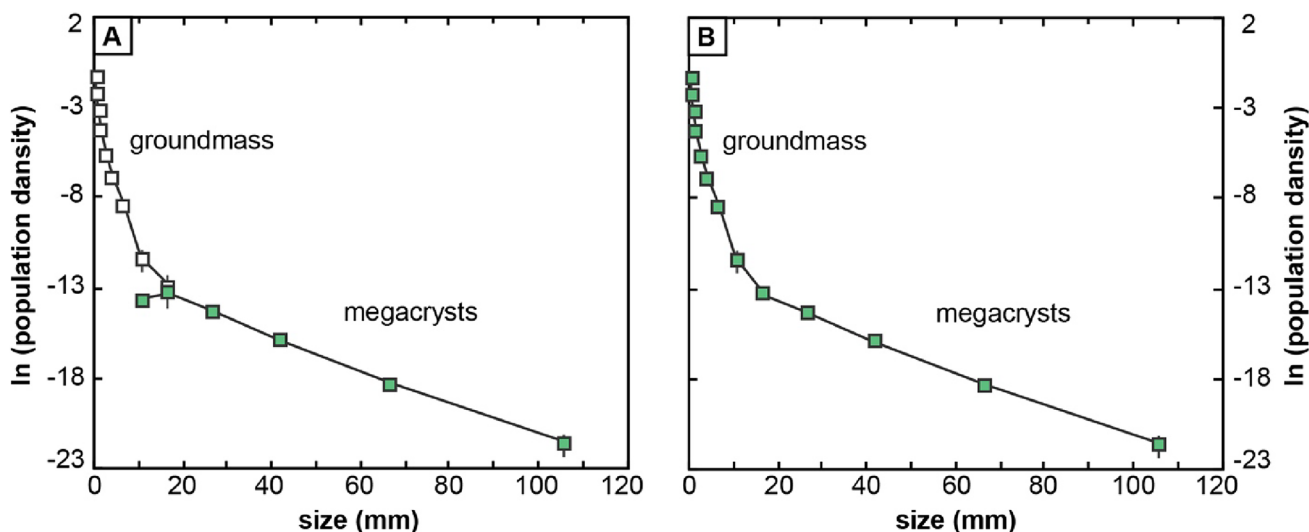 A
B
2
-3
-8
-13
-18
-23
ln (population dansity)
groundmass
megacrysts
0 20 40 60 80 100 120
size (mm)
groundmass
megacrysts
0 20 40 60 80 100 120
size (mm)
2
-3
-8
-13
-18
-23
ln (population dansity)